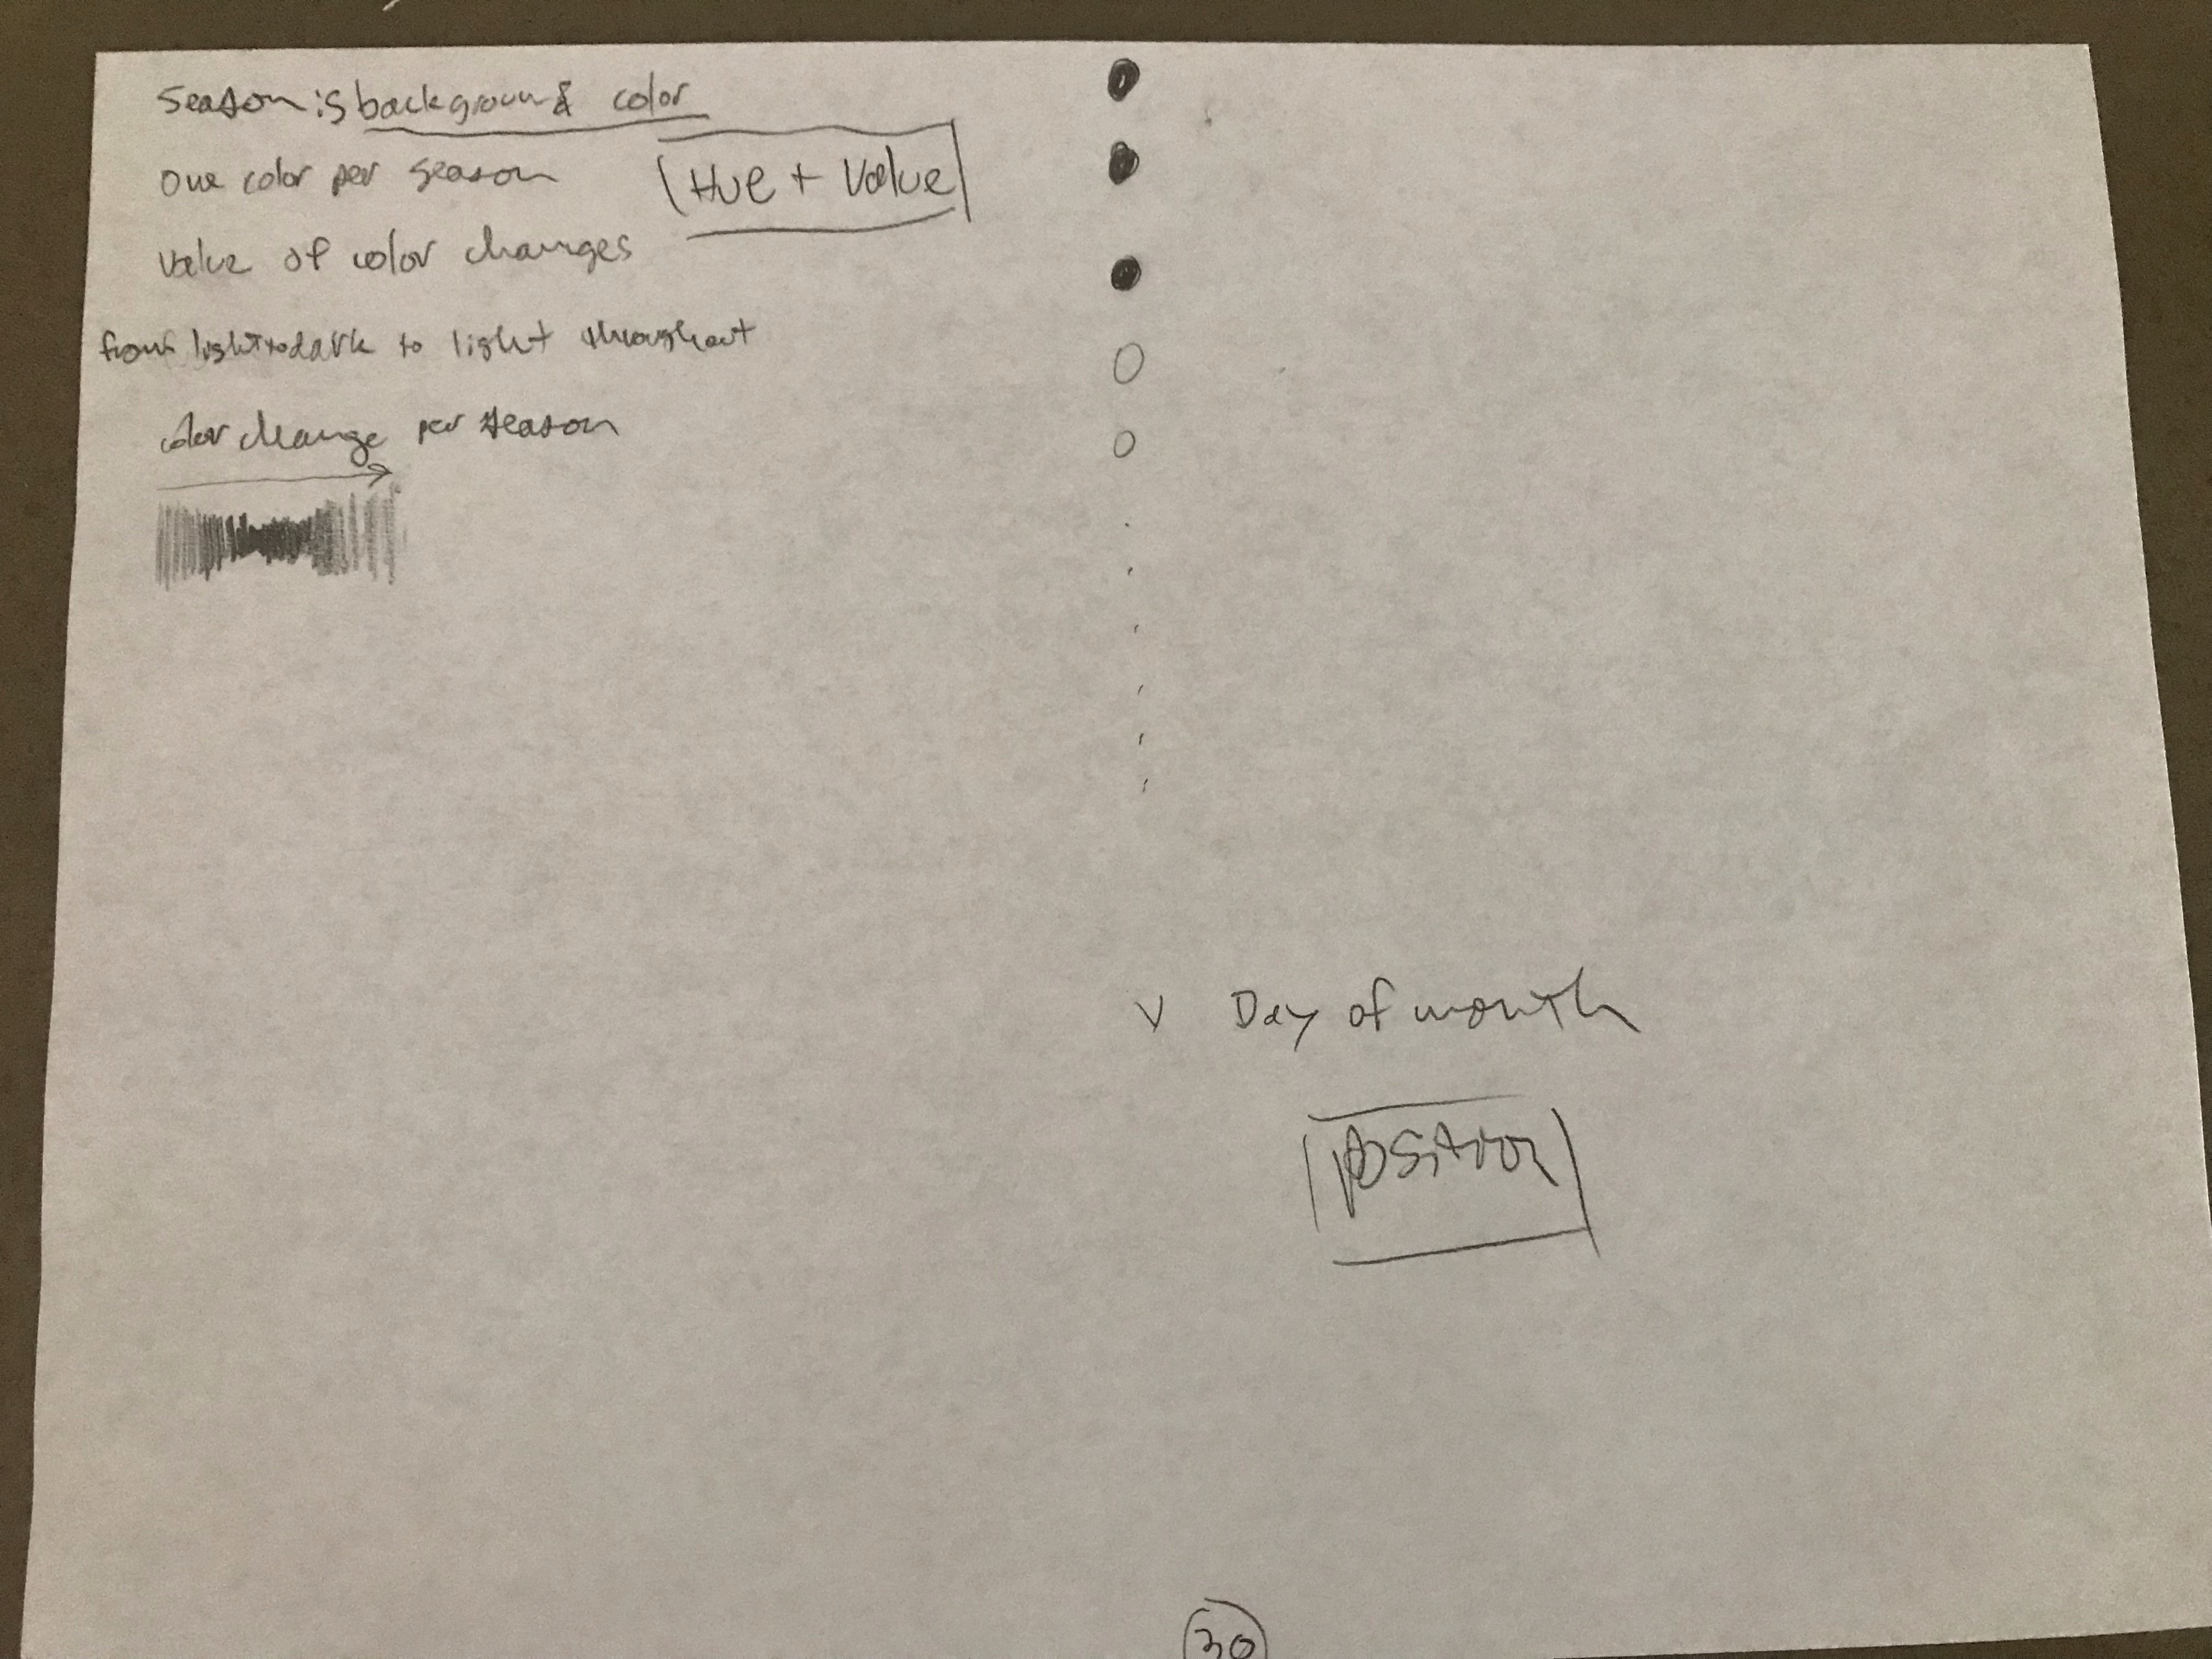 Season is background color
One color per season
Hue + Value
Value of color changes
from light to dark to light throughout
color change per season
V Day of month
position
30